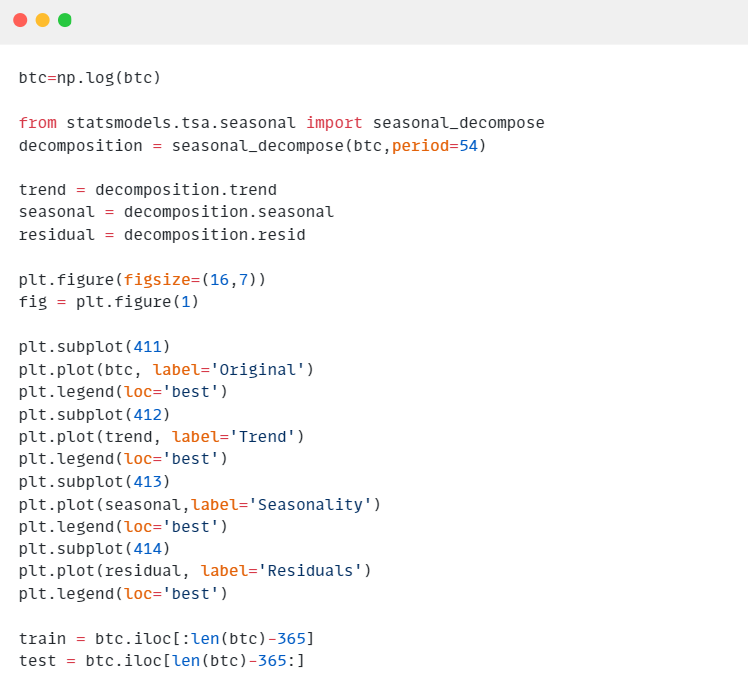 btc=np.log(btc)
from statsmodels.tsa.seasonal import seasonal_decompose
decomposition = seasonal_decompose(btc,period=54)
trend = decomposition.trend
seasonal = decomposition.seasonal
residual = decomposition.resid
plt.figure(figsize=(16,7))
fig = plt.figure(1)
plt.subplot(411)
plt.plot(btc, label='Original')
plt.legend(loc='best')
plt.subplot(412)
plt.plot(trend, label='Trend')
plt.legend(loc='best')
plt.subplot(413)
plt.plot(seasonal,label='Seasonality')
plt.legend(loc='best')
plt.subplot(414)
plt.plot(residual, label='Residuals')
plt.legend(loc='best')
train = btc.iloc[:len(btc)-365]
test = btc.iloc[len(btc)-365:]